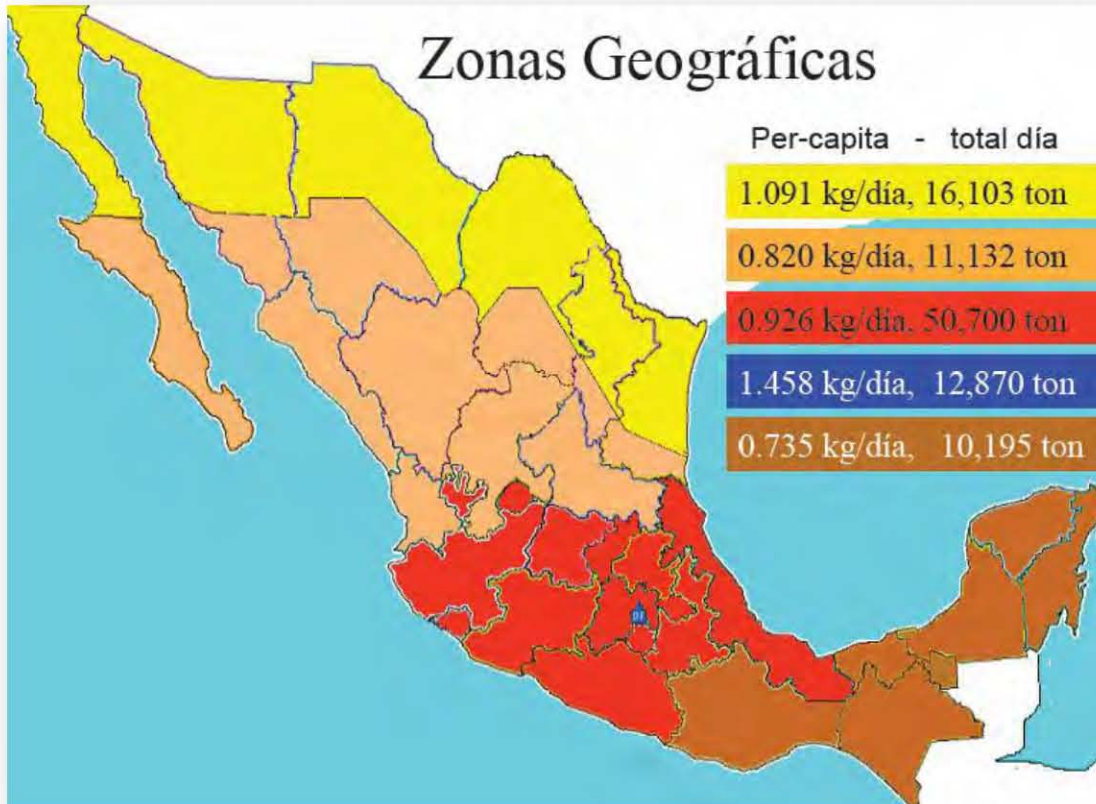 Zonas Geográficas
Per-capita - total día
1.091 kg/día, 16,103 ton
0.820 kg/día, 11,132 ton
0.926 kg/día, 50,700 ton
1.458 kg/día, 12,870 ton
0.735 kg/día, 10,195 ton